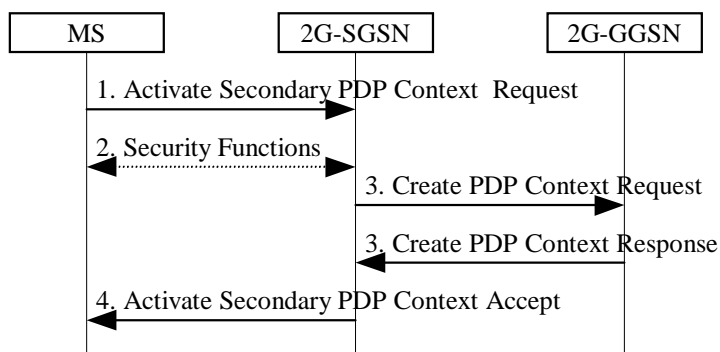 MS 2G-SGSN 2G-GGSN
1. Activate Secondary PDP Context Request
2. Security Functions
3. Create PDP Context Request
3. Create PDP Context Response
4. Activate Secondary PDP Context Accept